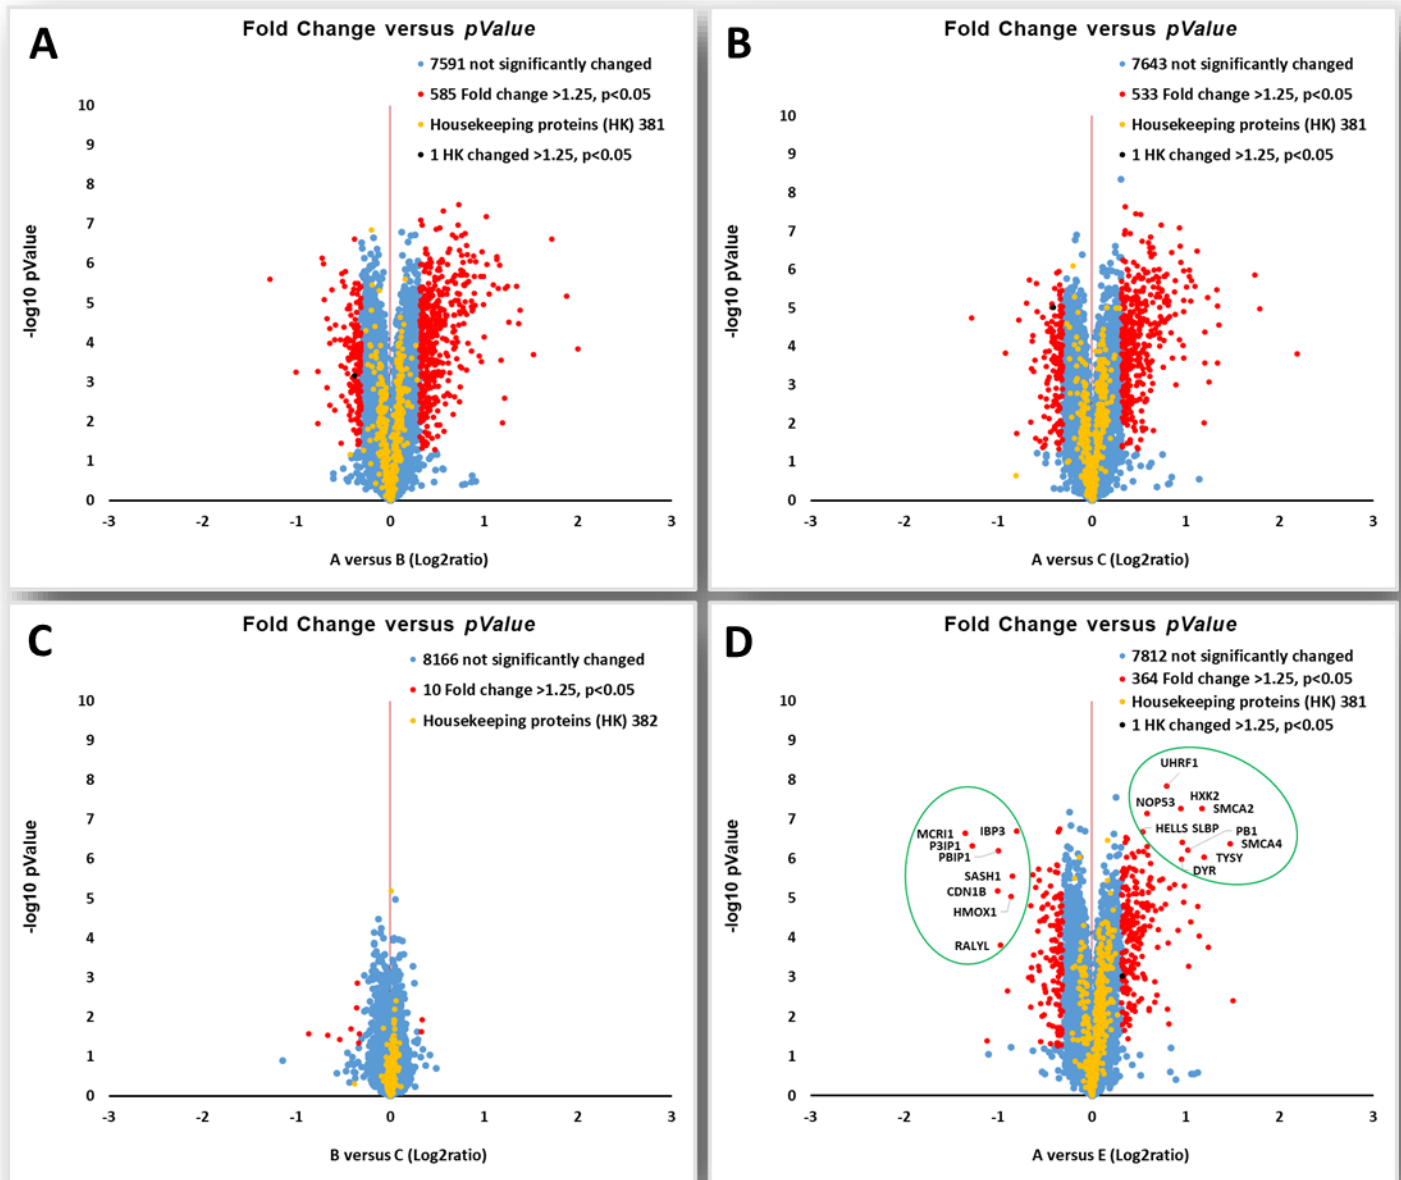 A
Fold Change versus pValue
7591 not significantly changed
585 Fold change >1.25, p<0.05
Housekeeping proteins (HK) 381
1 HK changed >1.25, p<0.05
10
9
8
7
6
5
4
3
2
1
0
-log10 pValue
-3 -2 -1 0 1 2 3
A versus B (Log2ratio)
B
Fold Change versus pValue
7643 not significantly changed
533 Fold change >1.25, p<0.05
Housekeeping proteins (HK) 381
1 HK changed >1.25, p<0.05
10
9
8
7
6
5
4
3
2
1
0
-log10 pValue
-3 -2 -1 0 1 2 3
A versus C (Log2ratio)
C
Fold Change versus pValue
8166 not significantly changed
10 Fold change >1.25, p<0.05
Housekeeping proteins (HK) 382
10
9
8
7
6
5
4
3
2
1
0
-log10 pValue
-3 -2 -1 0 1 2 3
B versus C (Log2ratio)
D
Fold Change versus pValue
7812 not significantly changed
364 Fold change >1.25, p<0.05
Housekeeping proteins (HK) 381
1 HK changed >1.25, p<0.05
10
9
8
7
6
5
4
3
2
1
0
-log10 pValue
UHRF1
NOP53 HXK2
SMCA2
HELLS SLBP PB1
SMCA4
TYSY
DYR
MCRI1 IBP3
P3IP1
PBIP1
SASH1
CDN1B
HMOX1
RALYL
-3 -2 -1 0 1 2 3
A versus E (Log2ratio)